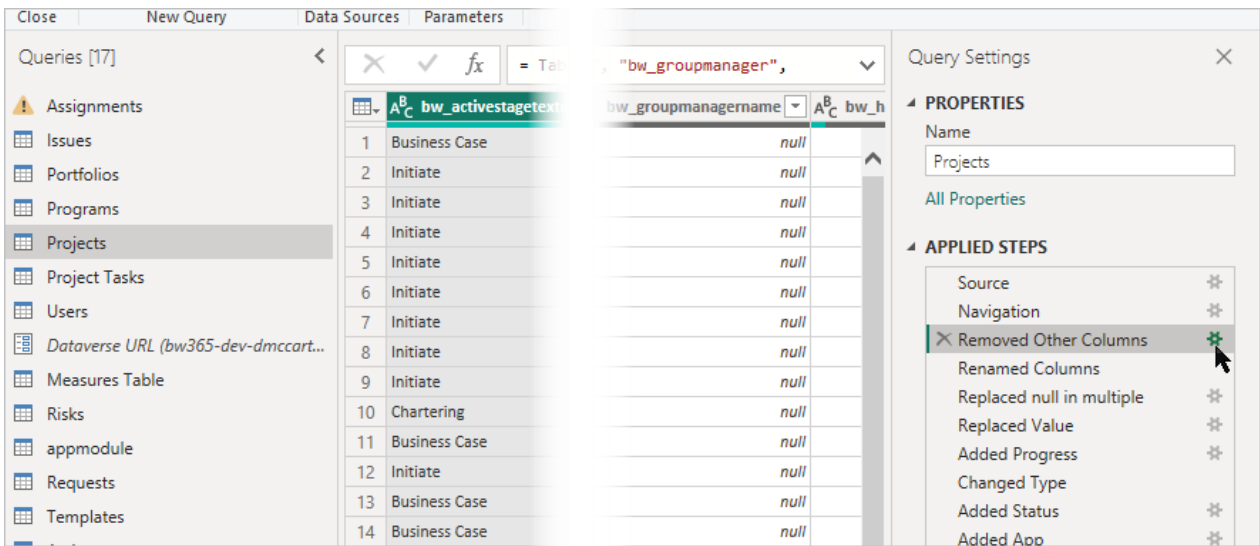 Close New Query Data Sources Parameters
Queries [17]
Assignments
Issues
Portfolios
Programs
Projects
Project Tasks
Users
Dataverse URL (bw365-dev-dmccart...
Measures Table
Risks
appmodule
Requests
Templates
fx = Tab "bw_groupmanager",
ABC bw_activestagetext bw_groupmanagername ABC bw_h
1 Business Case null
2 Initiate null
3 Initiate null
4 Initiate null
5 Initiate null
6 Initiate null
7 Initiate null
8 Initiate null
9 Initiate null
10 Chartering null
11 Business Case null
12 Initiate null
13 Business Case null
14 Business Case null
Query Settings
PROPERTIES
Name
Projects
All Properties
APPLIED STEPS
Source
Navigation
Removed Other Columns
Renamed Columns
Replaced null in multiple
Replaced Value
Added Progress
Changed Type
Added Status
Added App